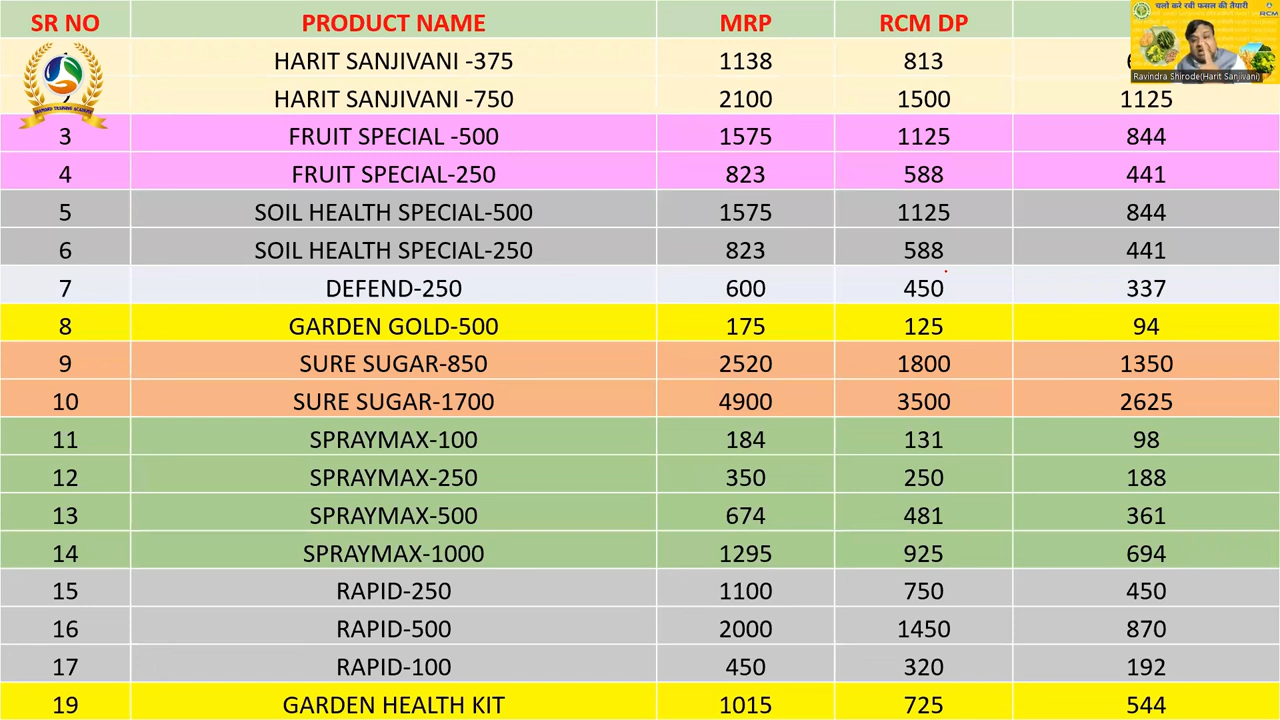 SR NO PRODUCT NAME MRP RCM DP
चलो करे रबी फसल की तैयारी
RCM
Ravindra Shirode(Harit Sanjivani)
HARIT SANJIVANI -375 1138 813
HARIT SANJIVANI -750 2100 1500 1125
3 FRUIT SPECIAL -500 1575 1125 844
4 FRUIT SPECIAL-250 823 588 441
5 SOIL HEALTH SPECIAL-500 1575 1125 844
6 SOIL HEALTH SPECIAL-250 823 588 441
7 DEFEND-250 600 450 337
8 GARDEN GOLD-500 175 125 94
9 SURE SUGAR-850 2520 1800 1350
10 SURE SUGAR-1700 4900 3500 2625
11 SPRAYMAX-100 184 131 98
12 SPRAYMAX-250 350 250 188
13 SPRAYMAX-500 674 481 361
14 SPRAYMAX-1000 1295 925 694
15 RAPID-250 1100 750 450
16 RAPID-500 2000 1450 870
17 RAPID-100 450 320 192
19 GARDEN HEALTH KIT 1015 725 544